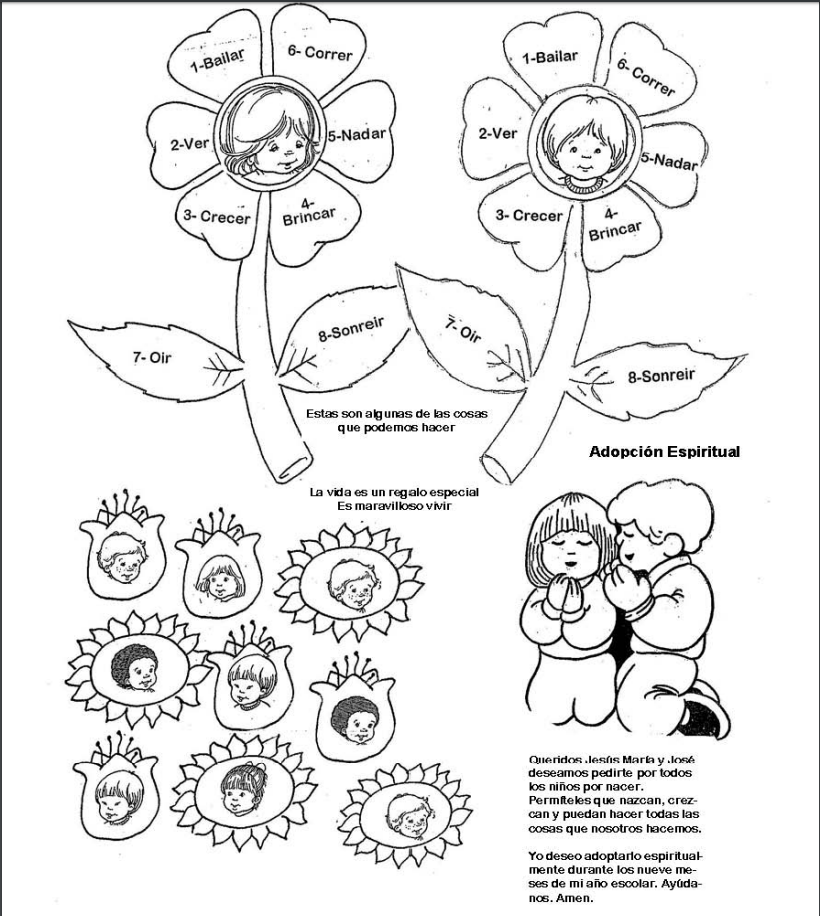 1-Bailar
6- Correr
2-Ver
5-Nadar
3- Crecer
4-
Brincar
7- Oir
8-Sonreir
1-Bailar
6- Correr
2-Ver
5-Nadar
3- Crecer
4-
Brincar
7- Oir
8-Sonreir
Estas son algunas de las cosas
que podemos hacer
Adopción Espiritual
La vida es un regalo especial
Es maravilloso vivir
Queridos Jesús María y José
deseamos pedirte por todos
los niños por nacer.
Permíteles que nazcan, crez-
can y puedan hacer todas las
cosas que nosotros hacemos.
Yo deseo adoptarlo espiritual-
mente durante los nueve me-
ses de mi año escolar. Ayúda-
nos. Amen.